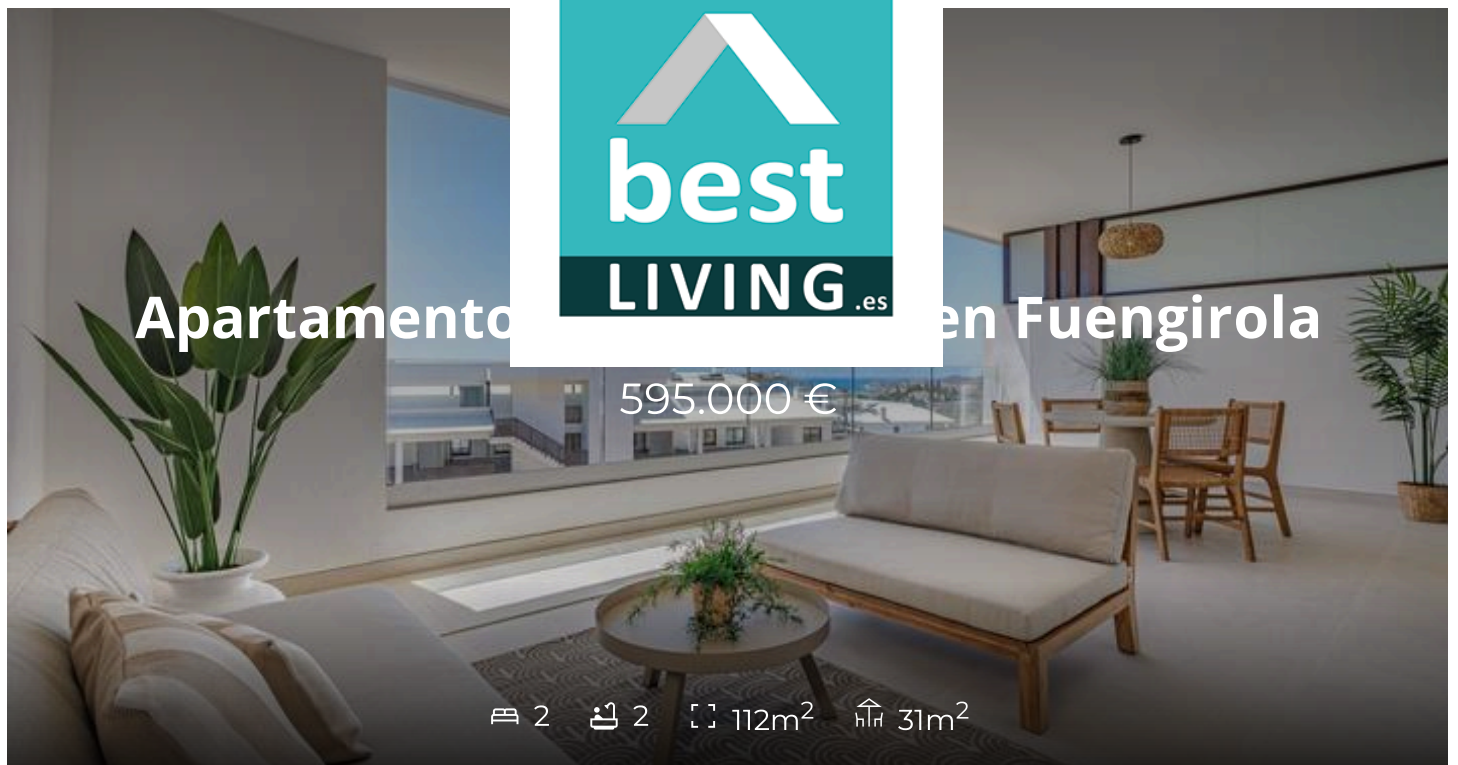 best
LIVING.es
Apartamento en Fuengirola
595.000 €
2 2 112m² 31m²